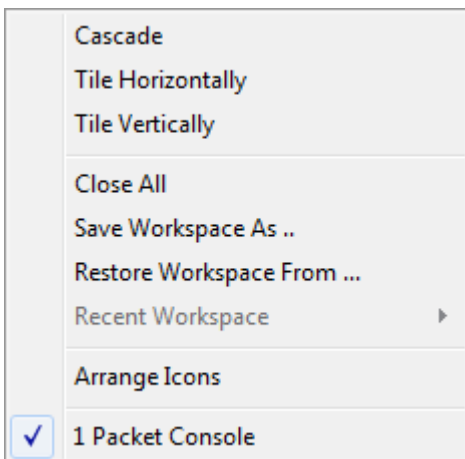 Cascade
Tile Horizontally
Tile Vertically
Close All
Save Workspace As ..
Restore Workspace From ...
Recent Workspace
Arrange Icons
1 Packet Console